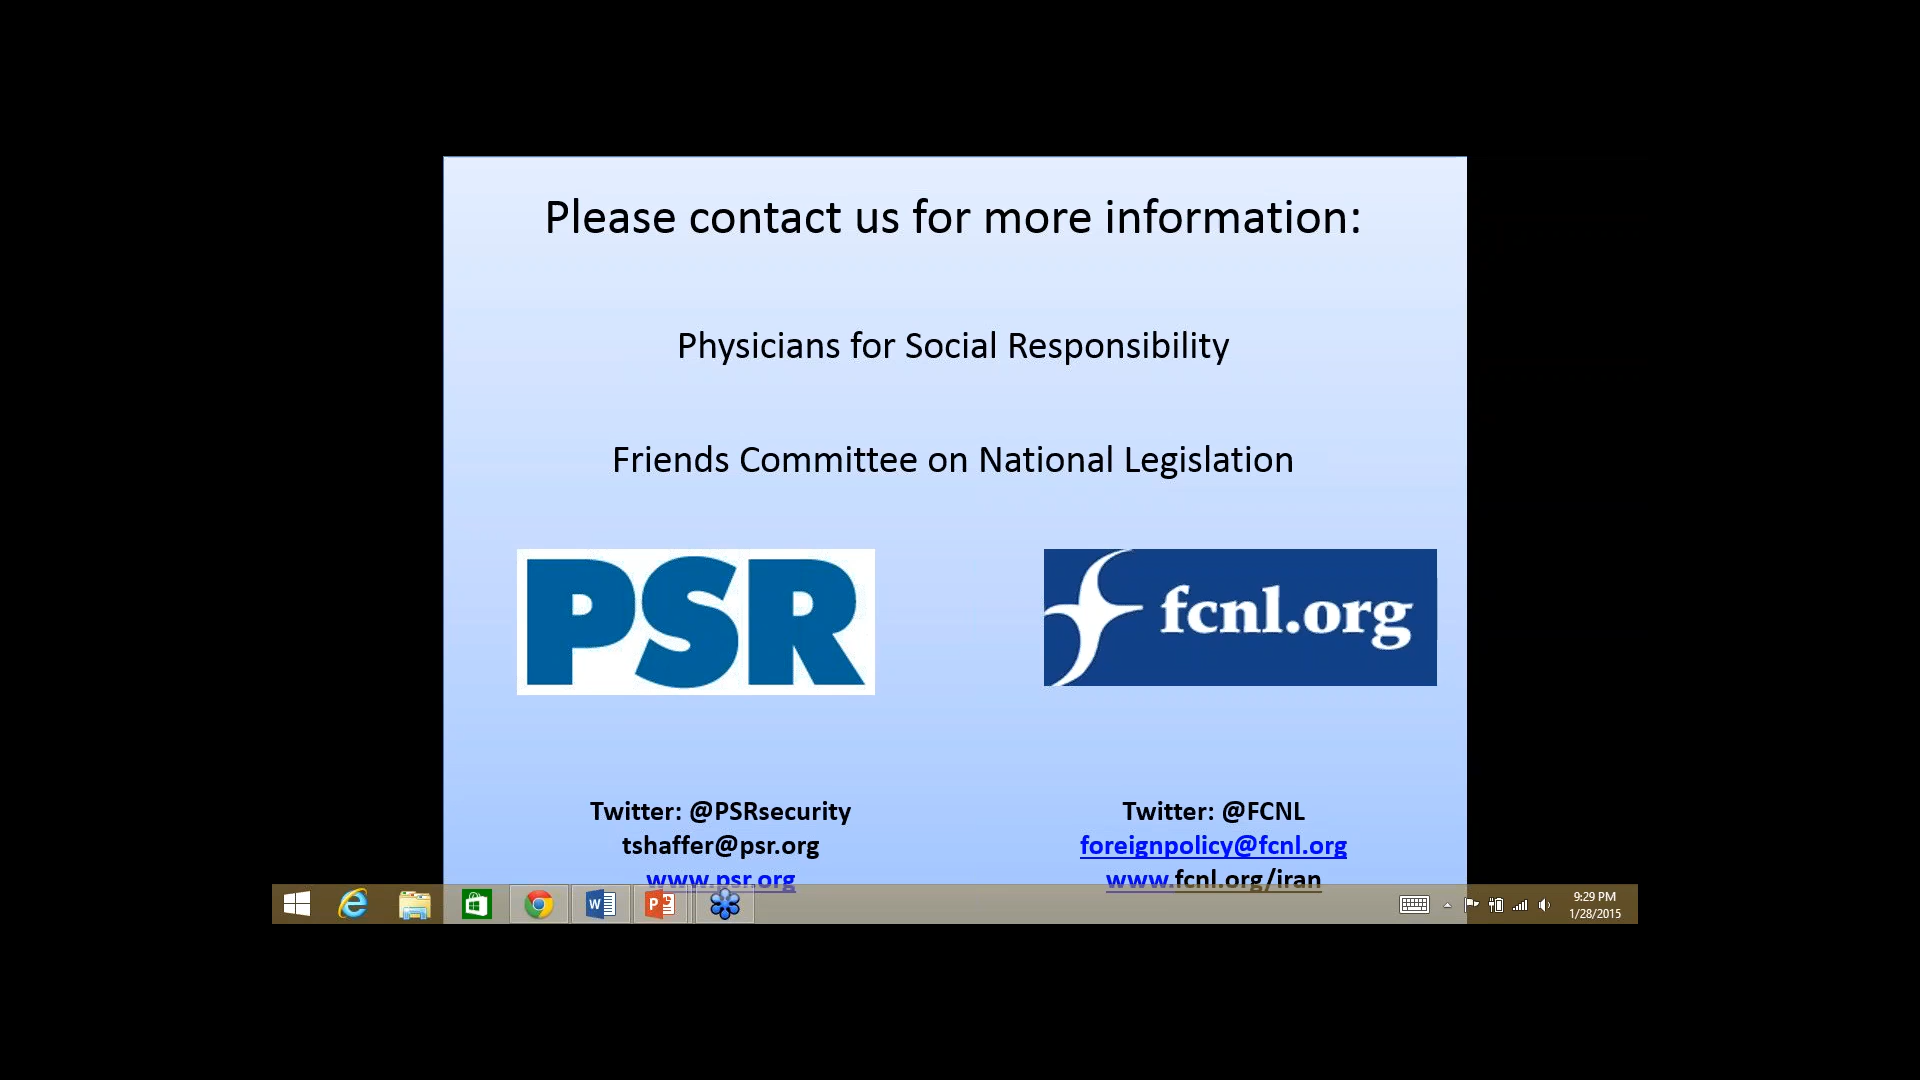 Please contact us for more information:
Physicians for Social Responsibility
Friends Committee on National Legislation
PSR
fcnl.org
Twitter: @PSRsecurity
tshaffer@psr.org
www.psr.org
Twitter: @FCNL
foreignpolicy@fcnl.org
www.fcnl.org/iran
9:29 PM
1/28/2015